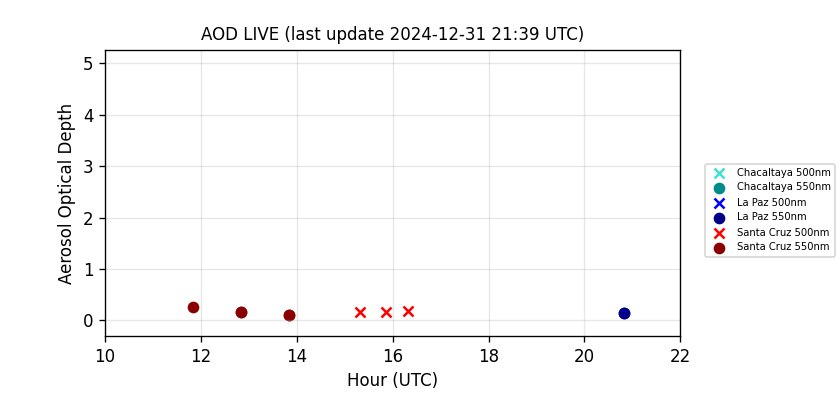 AOD LIVE (last update 2024-12-31 21:39 UTC)
Aerosol Optical Depth
5
4
3
2
1
0
10 12 14 16 18 20 22
Hour (UTC)
Chacaltaya 500nm
Chacaltaya 550nm
La Paz 500nm
La Paz 550nm
Santa Cruz 500nm
Santa Cruz 550nm